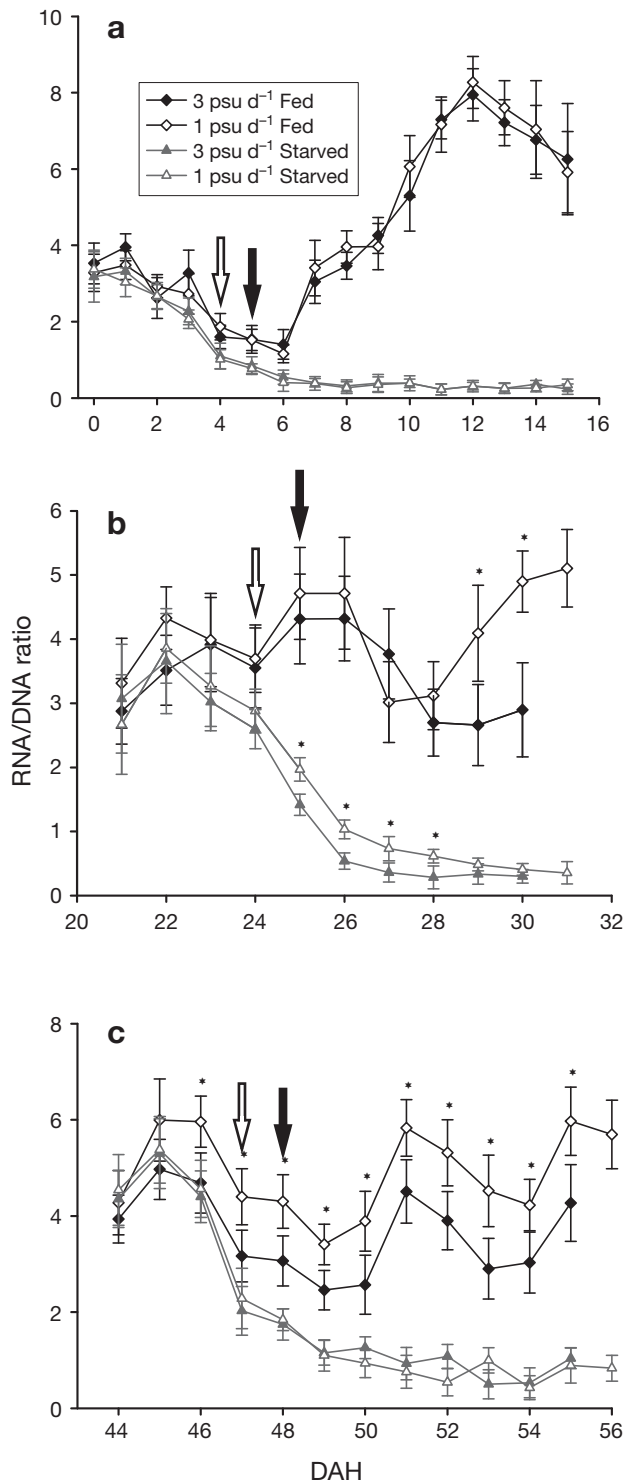 a
10
8
6
4
2
0
3 psu d⁻¹ Fed
1 psu d⁻¹ Fed
3 psu d⁻¹ Starved
1 psu d⁻¹ Starved
0 2 4 6 8 10 12 14 16
b
6
5
4
3
2
1
0
* *
* * * *
20 22 24 26 28 30 32
RNA/DNA ratio
c
8
6
4
2
0
* * * * * * * * * *
44 46 48 50 52 54 56
DAH